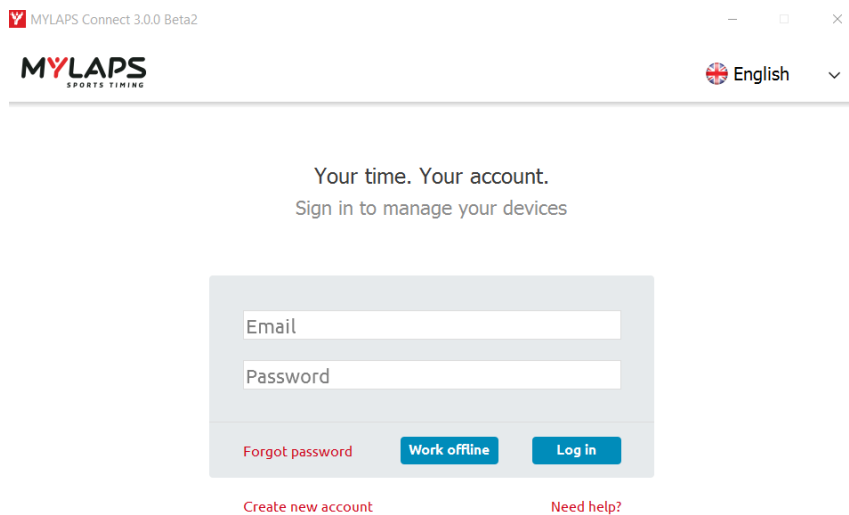 MYLAPS Connect 3.0.0 Beta2
MYLAPS
SPORTS TIMING
English
Your time. Your account.
Sign in to manage your devices
Email
Password
Forgot password
Work offline
Log in
Create new account
Need help?